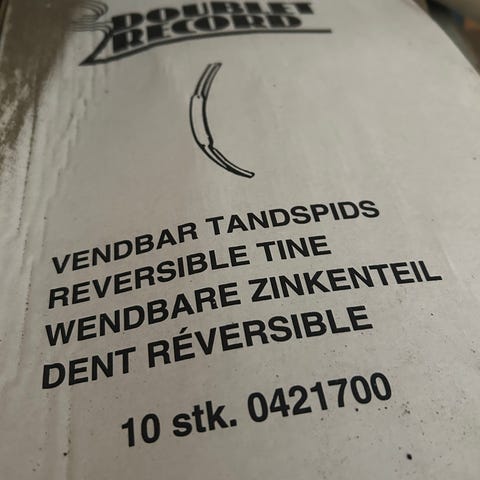 DOUBLET
RECORD
VENDBAR TANDSPIDS
REVERSIBLE TINE
WENDBARE ZINKENTEIL
DENT RÉVERSIBLE
10 stk. 0421700